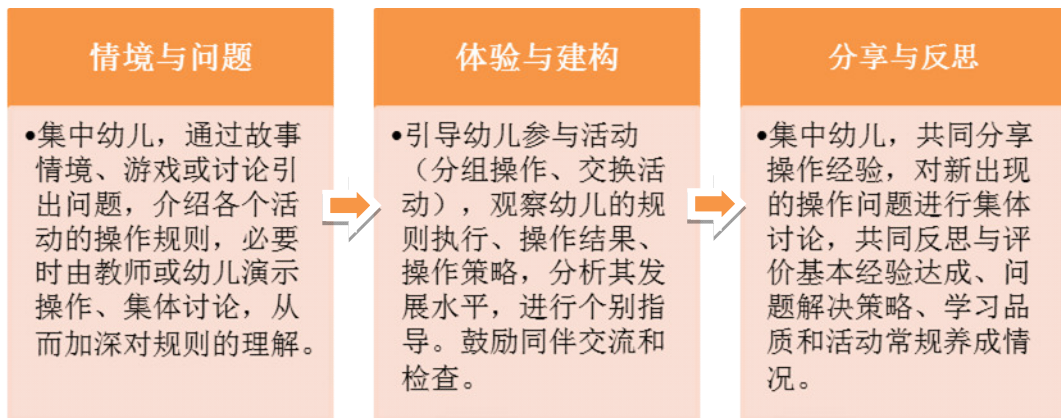 情境与问题
•集中幼儿，通过故事
情境、游戏或讨论引
出问题，介绍各个活
动的操作规则，必要
时由教师或幼儿演示
操作、集体讨论，从
而加深对规则的理解。
体验与建构
•引导幼儿参与活动
（分组操作、交换活
动），观察幼儿的规
则执行、操作结果、
操作策略，分析其发
展水平，进行个别指
导。鼓励同伴交流和
检查。
分享与反思
•集中幼儿，共同分享
操作经验，对新出现
的操作问题进行集体
讨论，共同反思与评
价基本经验达成、问
题解决策略、学习品
质和活动常规养成情
况。